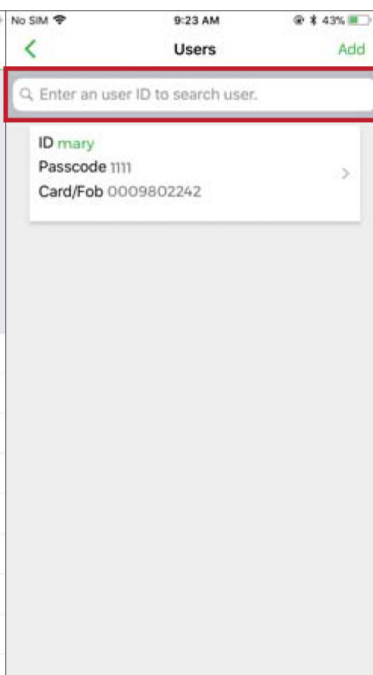 No SIM 9:23 AM 43%
Users Add
Enter an user ID to search user.
ID mary
Passcode 1111
Card/Fob 0009802242